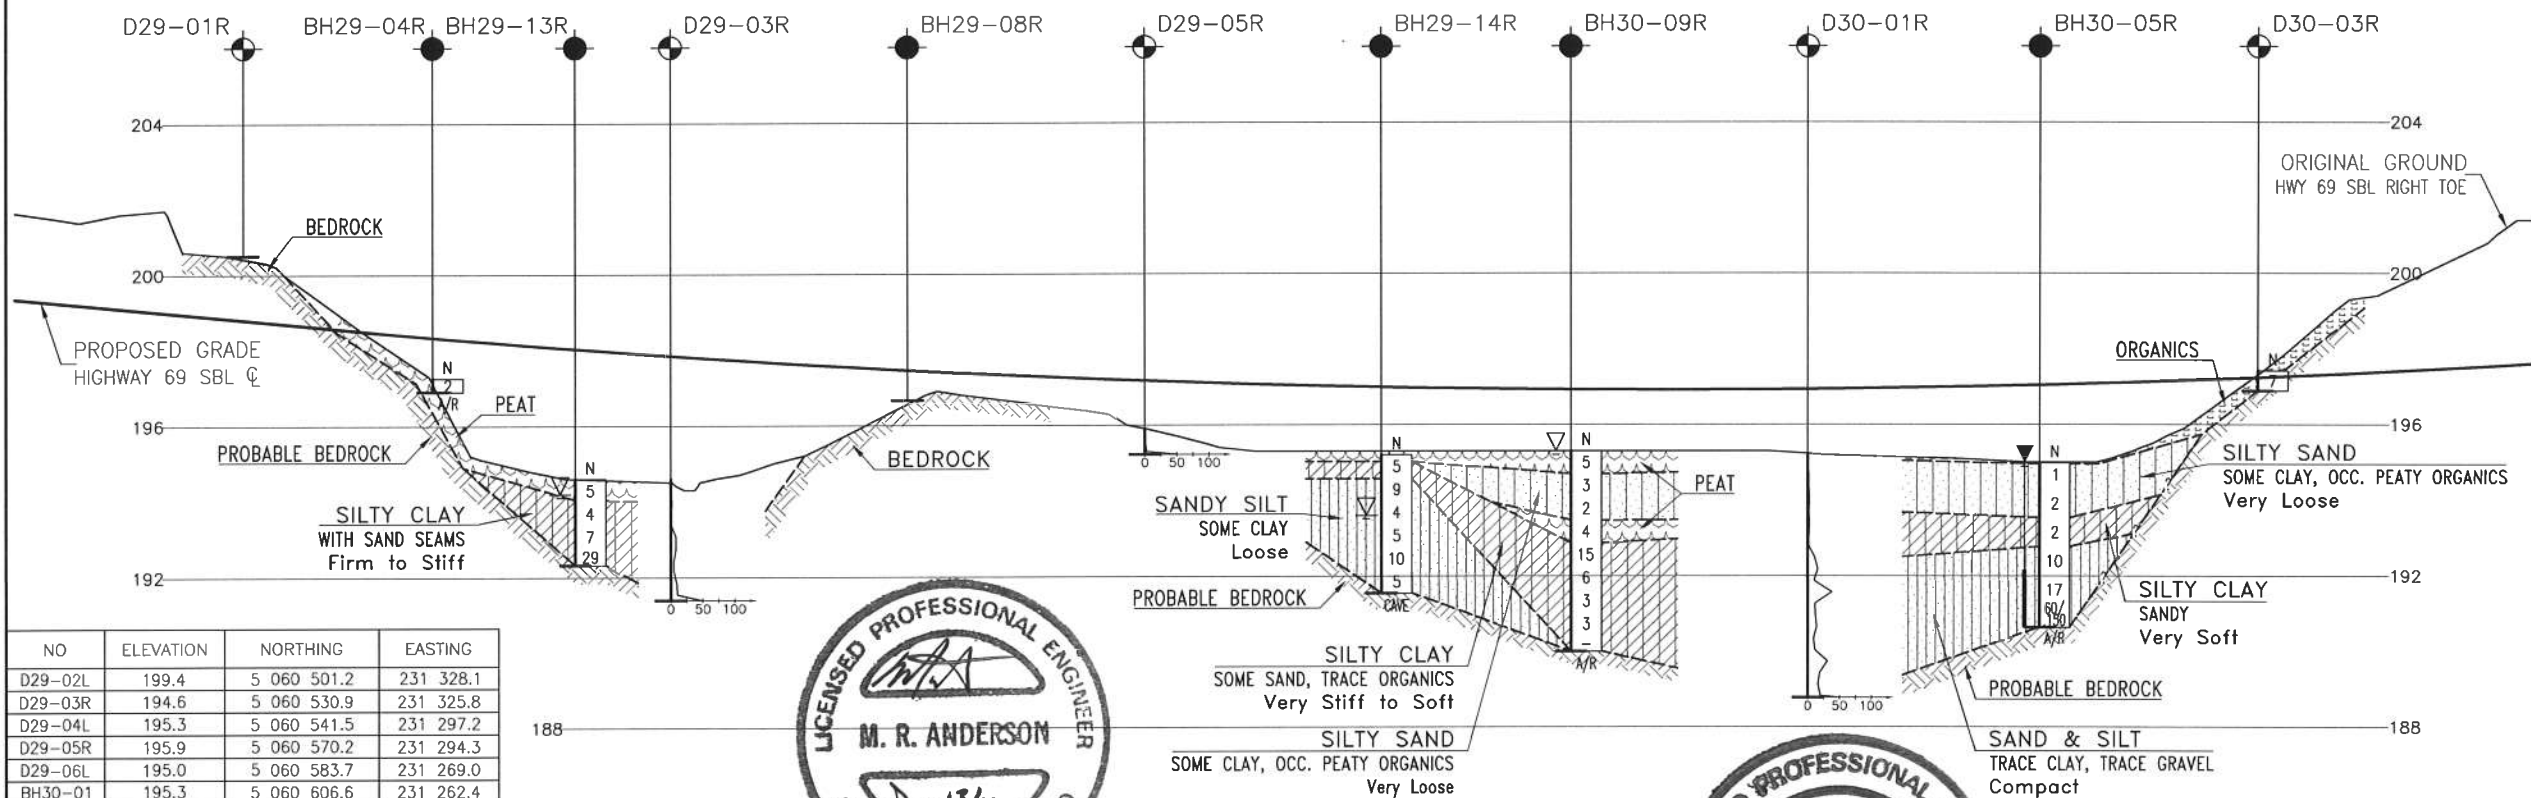 D29-01R BH29-04R BH29-13R D29-03R BH29-08R D29-05R BH29-14R BH30-09R D30-01R BH30-05R D30-03R
204 204
ORIGINAL GROUND
HWY 69 SBL RIGHT TOE
BEDROCK
200 200
PROPOSED GRADE
HIGHWAY 69 SBL ℄
N
2
A/R
PEAT
ORGANICS
N
7
196 196
PROBABLE BEDROCK
BEDROCK
0 50 100
SILTY CLAY
WITH SAND SEAMS
Firm to Stiff
N
5
4
7
29
SANDY SILT
SOME CLAY
Loose
N
5
9
4
5
10
5
CAVE
N
5
3
2
4
15
6
3
3
–
A/R
PEAT
N
1
2
2
10
17
60/
150
A/R
SILTY SAND
SOME CLAY, OCC. PEATY ORGANICS
Very Loose
192 192
0 50 100
PROBABLE BEDROCK
SILTY CLAY
SANDY
Very Soft
SILTY CLAY
SOME SAND, TRACE ORGANICS
Very Stiff to Soft
0 50 100
PROBABLE BEDROCK
188 188
SILTY SAND
SOME CLAY, OCC. PEATY ORGANICS
Very Loose
SAND & SILT
TRACE CLAY, TRACE GRAVEL
Compact
NO ELEVATION NORTHING EASTING
D29-02L 199.4 5 060 501.2 231 328.1
D29-03R 194.6 5 060 530.9 231 325.8
D29-04L 195.3 5 060 541.5 231 297.2
D29-05R 195.9 5 060 570.2 231 294.3
D29-06L 195.0 5 060 583.7 231 269.0
BH30-01 195.3 5 060 606.6 231 262.4
LICENSED PROFESSIONAL ENGINEER
M. R. ANDERSON
PROFESSIONAL